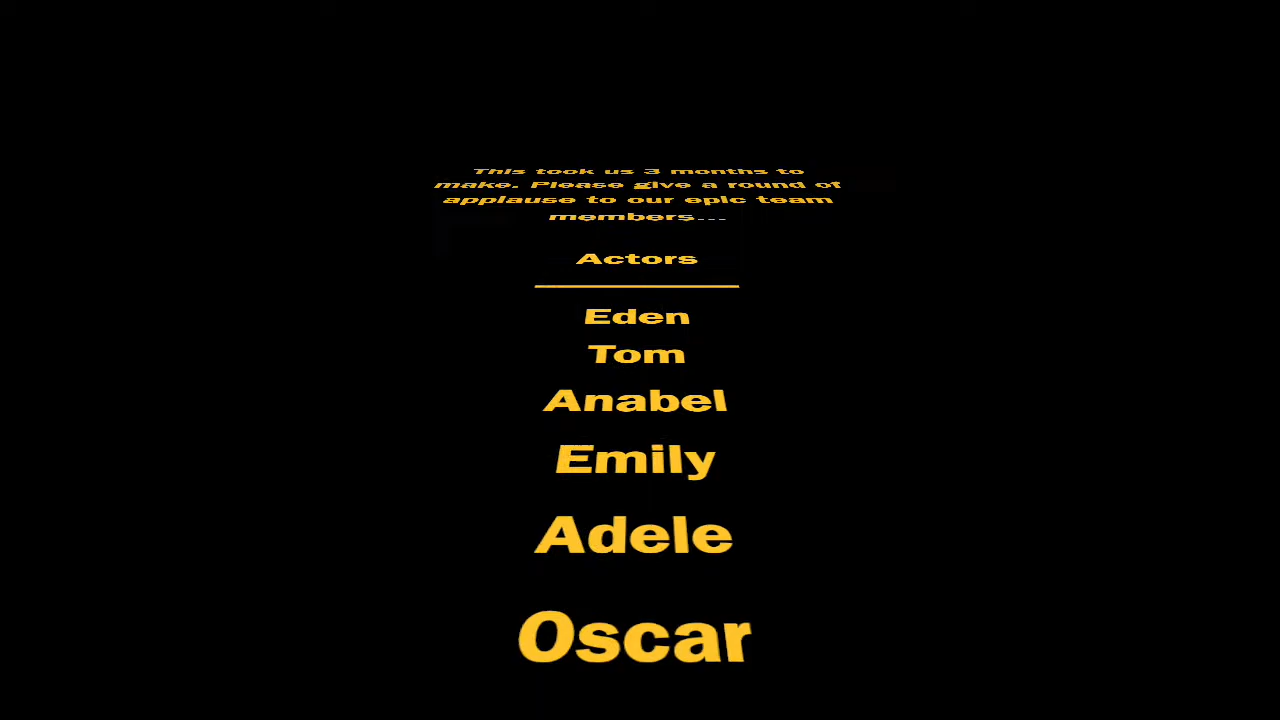 This took us 3 months to
make. Please give a round of
applause to our epic team
members...
Actors
Eden
Tom
Anabel
Emily
Adele
Oscar